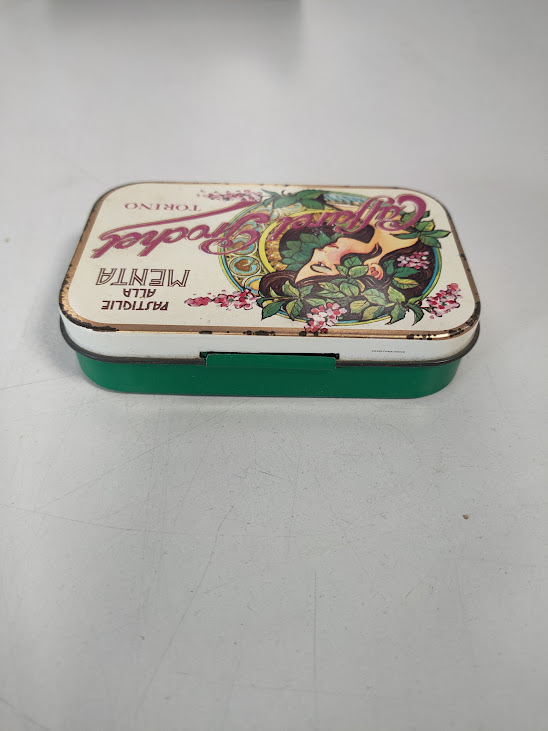 Caffarel Prochet
TORINO
PASTIGLIE
ALLA
MENTA